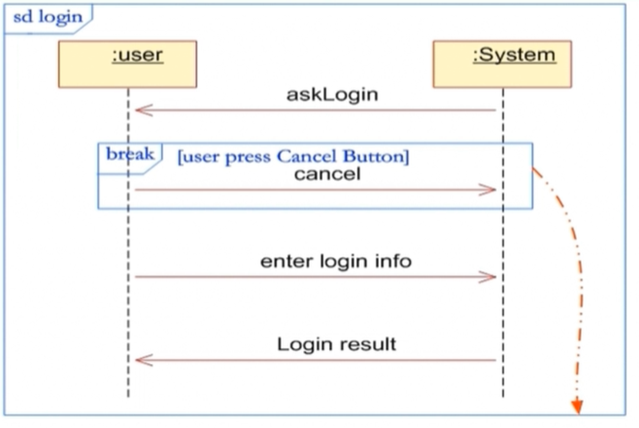 sd login
:user
:System
askLogin
break [user press Cancel Button]
cancel
enter login info
Login result